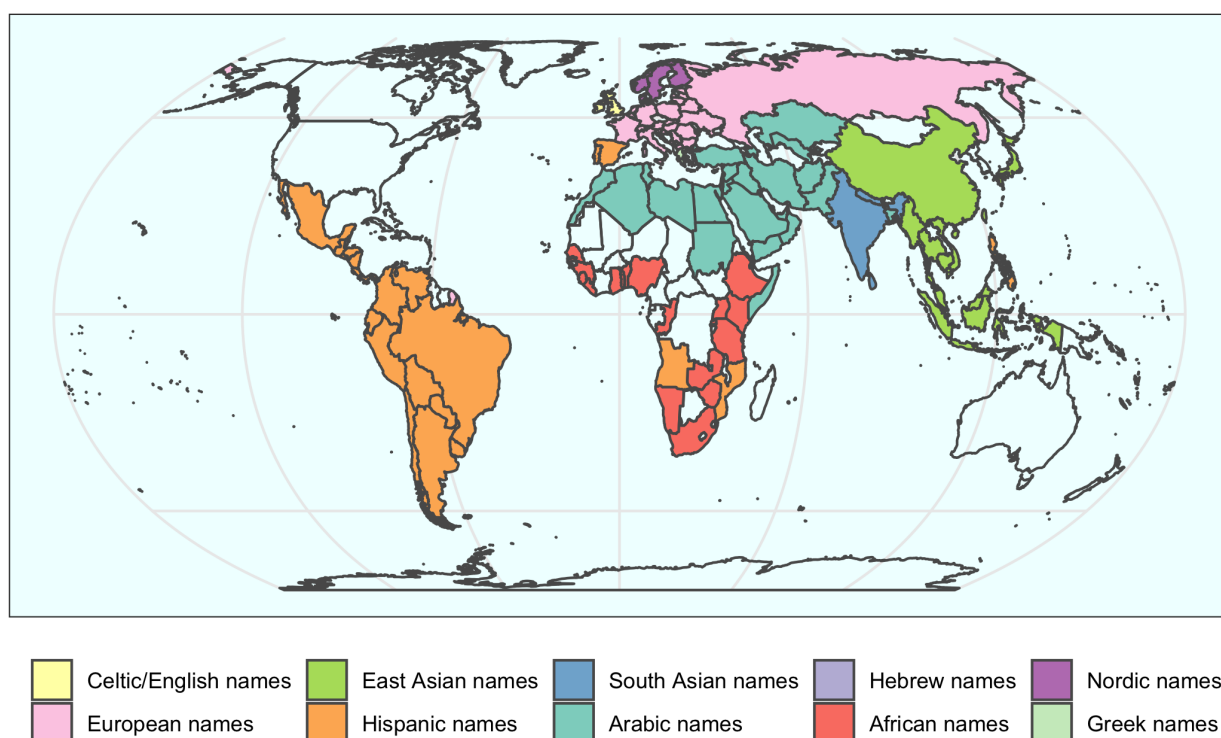 Celtic/English names East Asian names South Asian names Hebrew names Nordic names
European names Hispanic names Arabic names African names Greek names